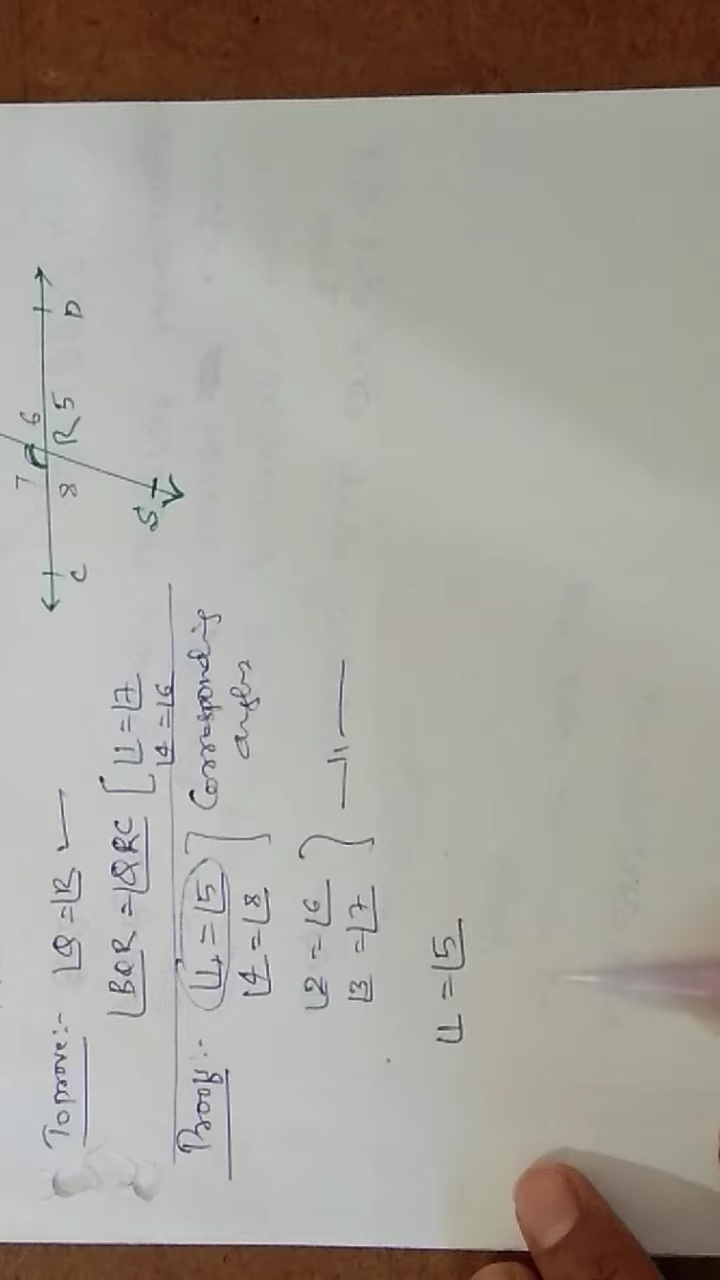 7 6
C 8 R 5 D
S
To prove:- ∠Q = ∠R
∠BQR = ∠QRC [ ∠1 = ∠7
∠4 = ∠6
Proof:- ∠1 = ∠5 ] Corresponding
∠4 = ∠8 angles
∠2 = ∠6 } —〃—
∠3 = ∠7
∠1 = ∠5